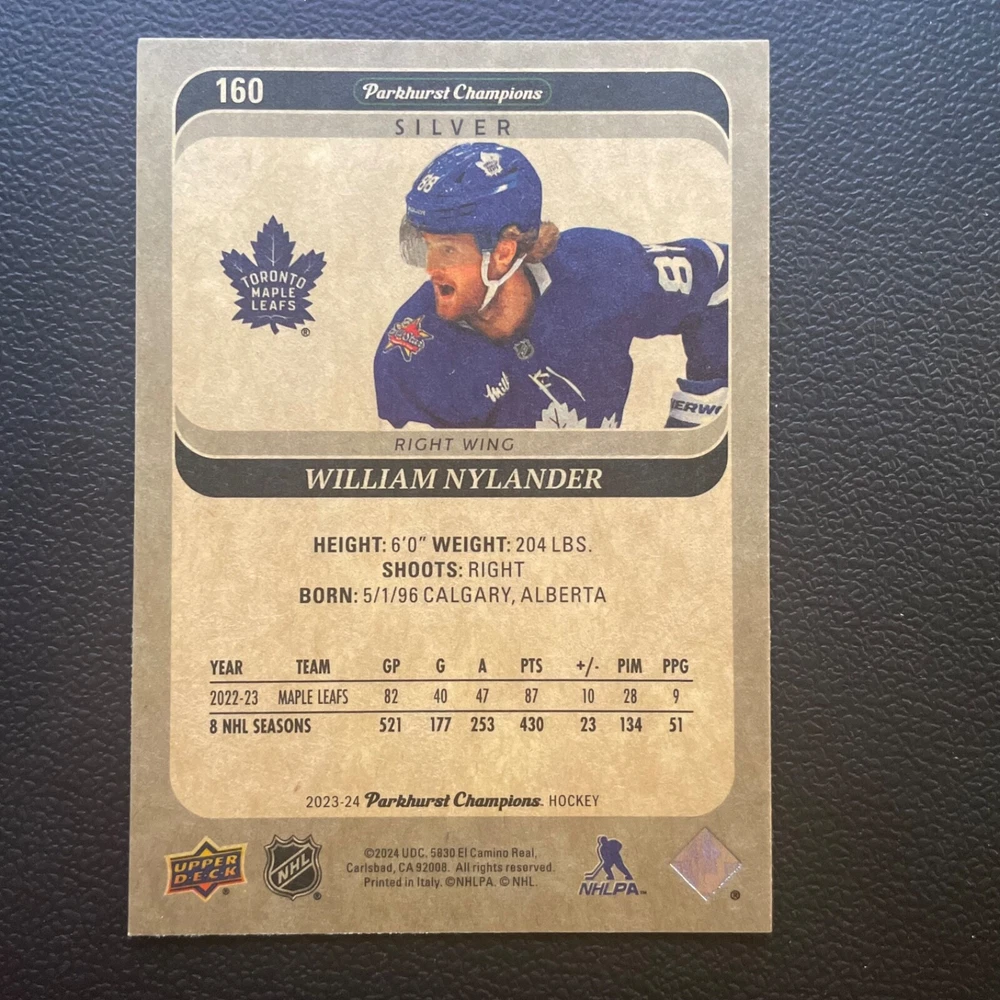 160
Parkhurst Champions
SILVER
88
TORONTO
MAPLE
LEAFS
®
88
milk
RIGHT WING
WILLIAM NYLANDER
HEIGHT: 6'0" WEIGHT: 204 LBS.
SHOOTS: RIGHT
BORN: 5/1/96 CALGARY, ALBERTA
YEAR TEAM GP G A PTS +/- PIM PPG
2022-23 MAPLE LEAFS 82 40 47 87 10 28 9
8 NHL SEASONS 521 177 253 430 23 134 51
2023-24 Parkhurst Champions. HOCKEY
UPPER
D·E·C·K
®
NHL
®
©2024 UDC. 5830 El Camino Real,
Carlsbad, CA 92008. All rights reserved.
Printed in Italy. ©NHLPA. © NHL.
NHLPA™
®